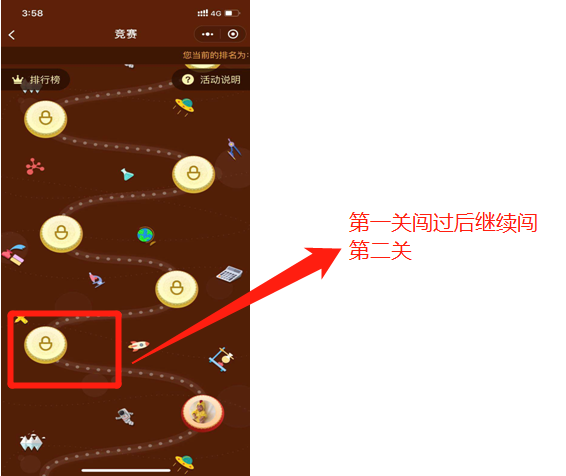 3:58
4G
竞赛
您当前的排名为:
排行榜
? 活动说明
第一关闯过后继续闯
第二关